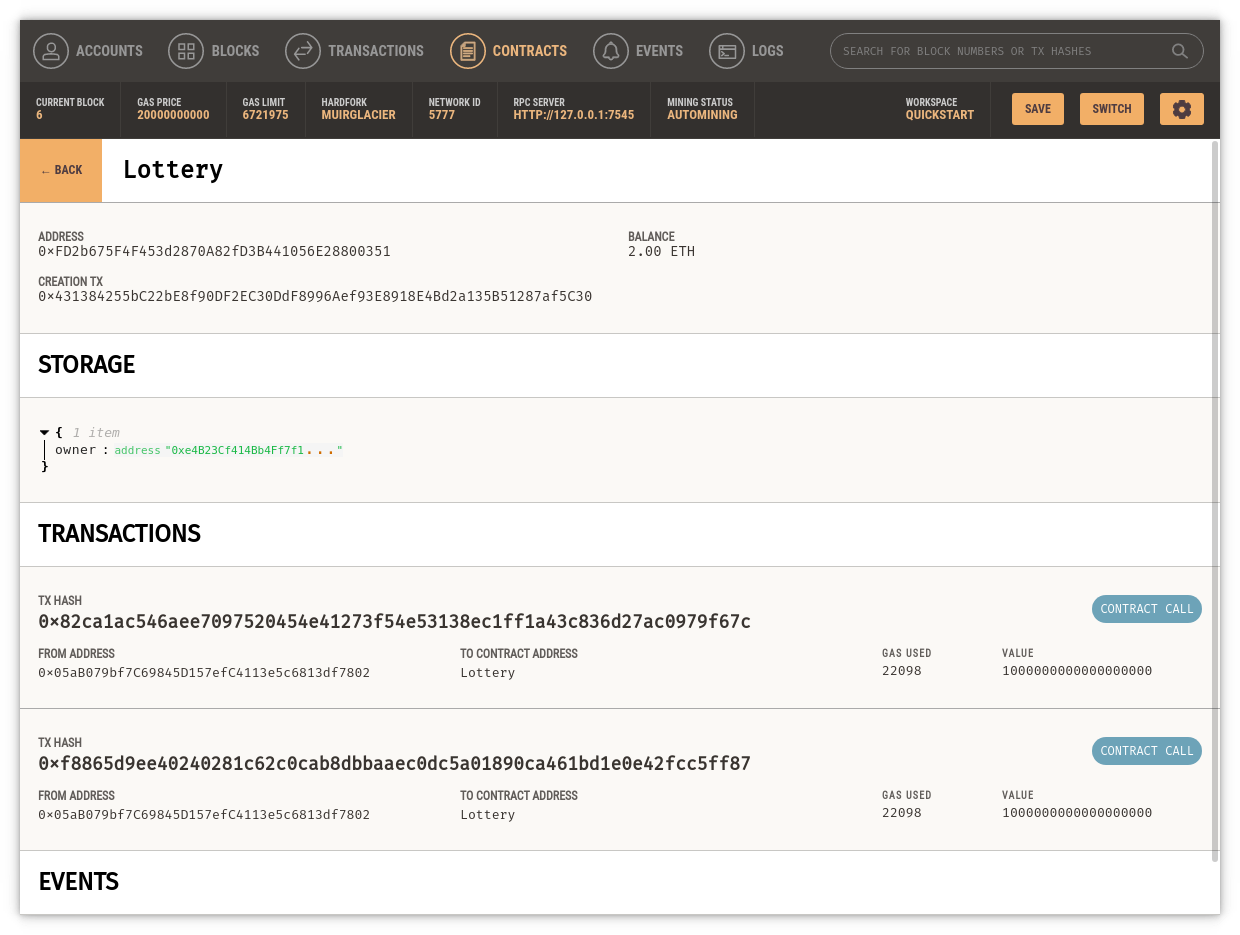 ACCOUNTS BLOCKS TRANSACTIONS CONTRACTS EVENTS LOGS SEARCH FOR BLOCK NUMBERS OR TX HASHES
CURRENT BLOCK GAS PRICE GAS LIMIT HARDFORK NETWORK ID RPC SERVER MINING STATUS WORKSPACE
6 20000000000 6721975 MUIRGLACIER 5777 HTTP://127.0.0.1:7545 AUTOMINING QUICKSTART SAVE SWITCH
← BACK Lottery
ADDRESS BALANCE
0×FD2b675F4F453d2870A82fD3B441056E28800351 2.00 ETH
CREATION TX
0×431384255bC22bE8f90DF2EC30DdF8996Aef93E8918E4Bd2a135B51287af5C30
STORAGE
{ 1 item
owner : address "0xe4B23Cf414Bb4Ff7f1..."
}
TRANSACTIONS
TX HASH
0×82ca1ac546aee7097520454e41273f54e53138ec1ff1a43c836d27ac0979f67c CONTRACT CALL
FROM ADDRESS TO CONTRACT ADDRESS GAS USED VALUE
0×05aB079bf7C69845D157efC4113e5c6813df7802 Lottery 22098 1000000000000000000
TX HASH
0×f8865d9ee40240281c62c0cab8dbbaaec0dc5a01890ca461bd1e0e42fcc5ff87 CONTRACT CALL
FROM ADDRESS TO CONTRACT ADDRESS GAS USED VALUE
0×05aB079bf7C69845D157efC4113e5c6813df7802 Lottery 22098 1000000000000000000
EVENTS